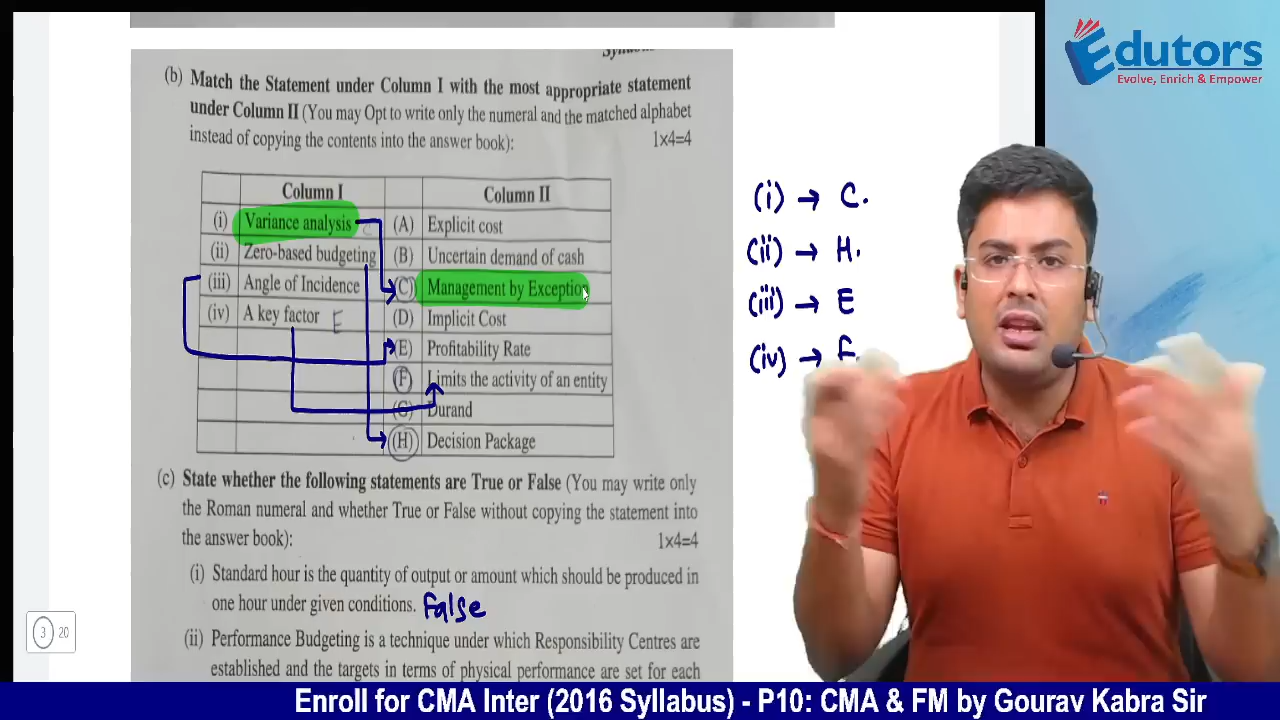 Edutors
Evolve, Enrich & Empower
(b) Match the Statement under Column I with the most appropriate statement
under Column II (You may Opt to write only the numeral and the matched alphabet
instead of copying the contents into the answer book): 1×4=4
Column I Column II
(i) Variance analysis C (A) Explicit cost
(ii) Zero-based budgeting (B) Uncertain demand of cash
(iii) Angle of Incidence (C) Management by Exception
(iv) A key factor E (D) Implicit Cost
(E) Profitability Rate
(F) Limits the activity of an entity
(G) Durand
(H) Decision Package
(i) → C.
(ii) → H.
(iii) → E
(iv) → F.
(c) State whether the following statements are True or False (You may write only
the Roman numeral and whether True or False without copying the statement into
the answer book): 1×4=4
(i) Standard hour is the quantity of output or amount which should be produced in
one hour under given conditions. False
(ii) Performance Budgeting is a technique under which Responsibility Centres are
established and the targets in terms of physical performance are set for each
3 20
Enroll for CMA Inter (2016 Syllabus) - P10: CMA & FM by Gourav Kabra Sir